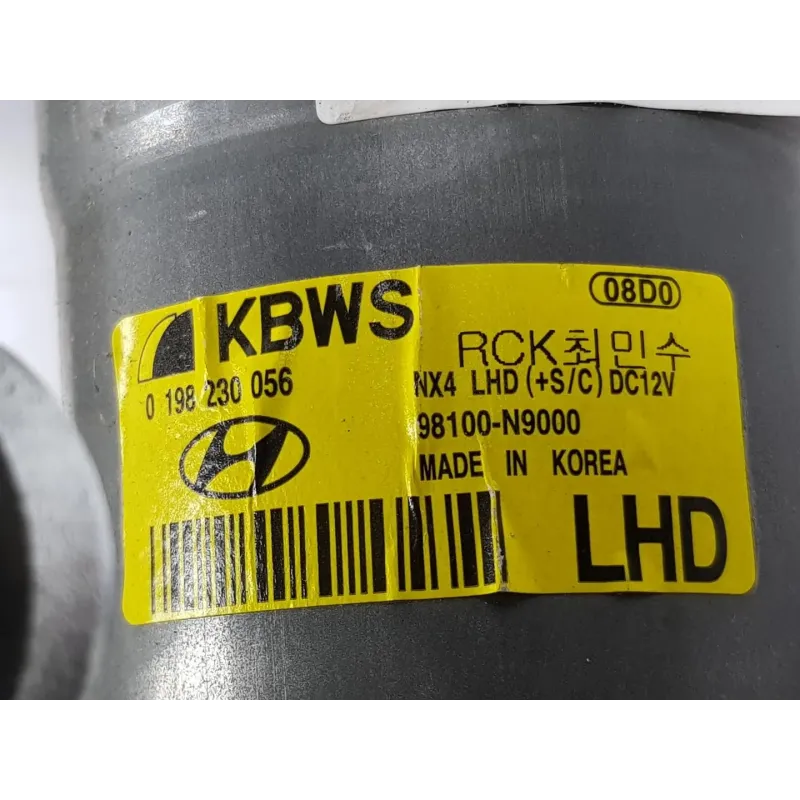 08D0
KBWS
RCK최민수
0 198 230 056
NX4 LHD (+S/C) DC12V
98100-N9000
MADE IN KOREA
LHD